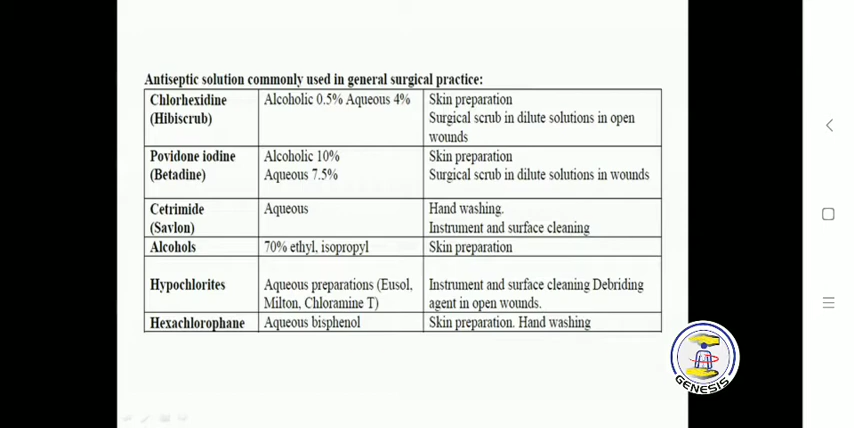 Antiseptic solution commonly used in general surgical practice:
Chlorhexidine Alcoholic 0.5% Aqueous 4% Skin preparation
(Hibiscrub) Surgical scrub in dilute solutions in open
wounds
Povidone iodine Alcoholic 10% Skin preparation
(Betadine) Aqueous 7.5% Surgical scrub in dilute solutions in wounds
Cetrimide Aqueous Hand washing.
(Savlon) Instrument and surface cleaning
Alcohols 70% ethyl, isopropyl Skin preparation
Hypochlorites Aqueous preparations (Eusol, Instrument and surface cleaning Debriding
Milton, Chloramine T) agent in open wounds.
Hexachlorophane Aqueous bisphenol Skin preparation. Hand washing
GENESIS